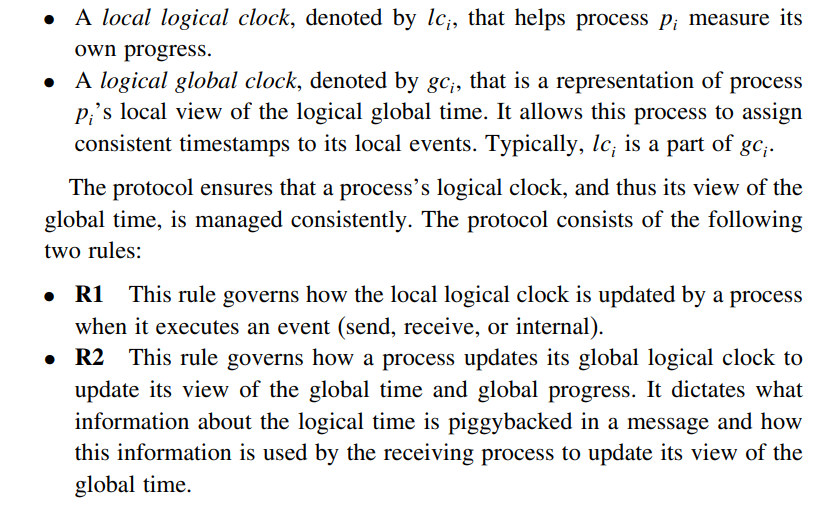 • A local logical clock, denoted by lcᵢ, that helps process pᵢ measure its
own progress.
• A logical global clock, denoted by gcᵢ, that is a representation of process
pᵢ’s local view of the logical global time. It allows this process to assign
consistent timestamps to its local events. Typically, lcᵢ is a part of gcᵢ.
The protocol ensures that a process’s logical clock, and thus its view of the
global time, is managed consistently. The protocol consists of the following
two rules:
• R1 This rule governs how the local logical clock is updated by a process
when it executes an event (send, receive, or internal).
• R2 This rule governs how a process updates its global logical clock to
update its view of the global time and global progress. It dictates what
information about the logical time is piggybacked in a message and how
this information is used by the receiving process to update its view of the
global time.